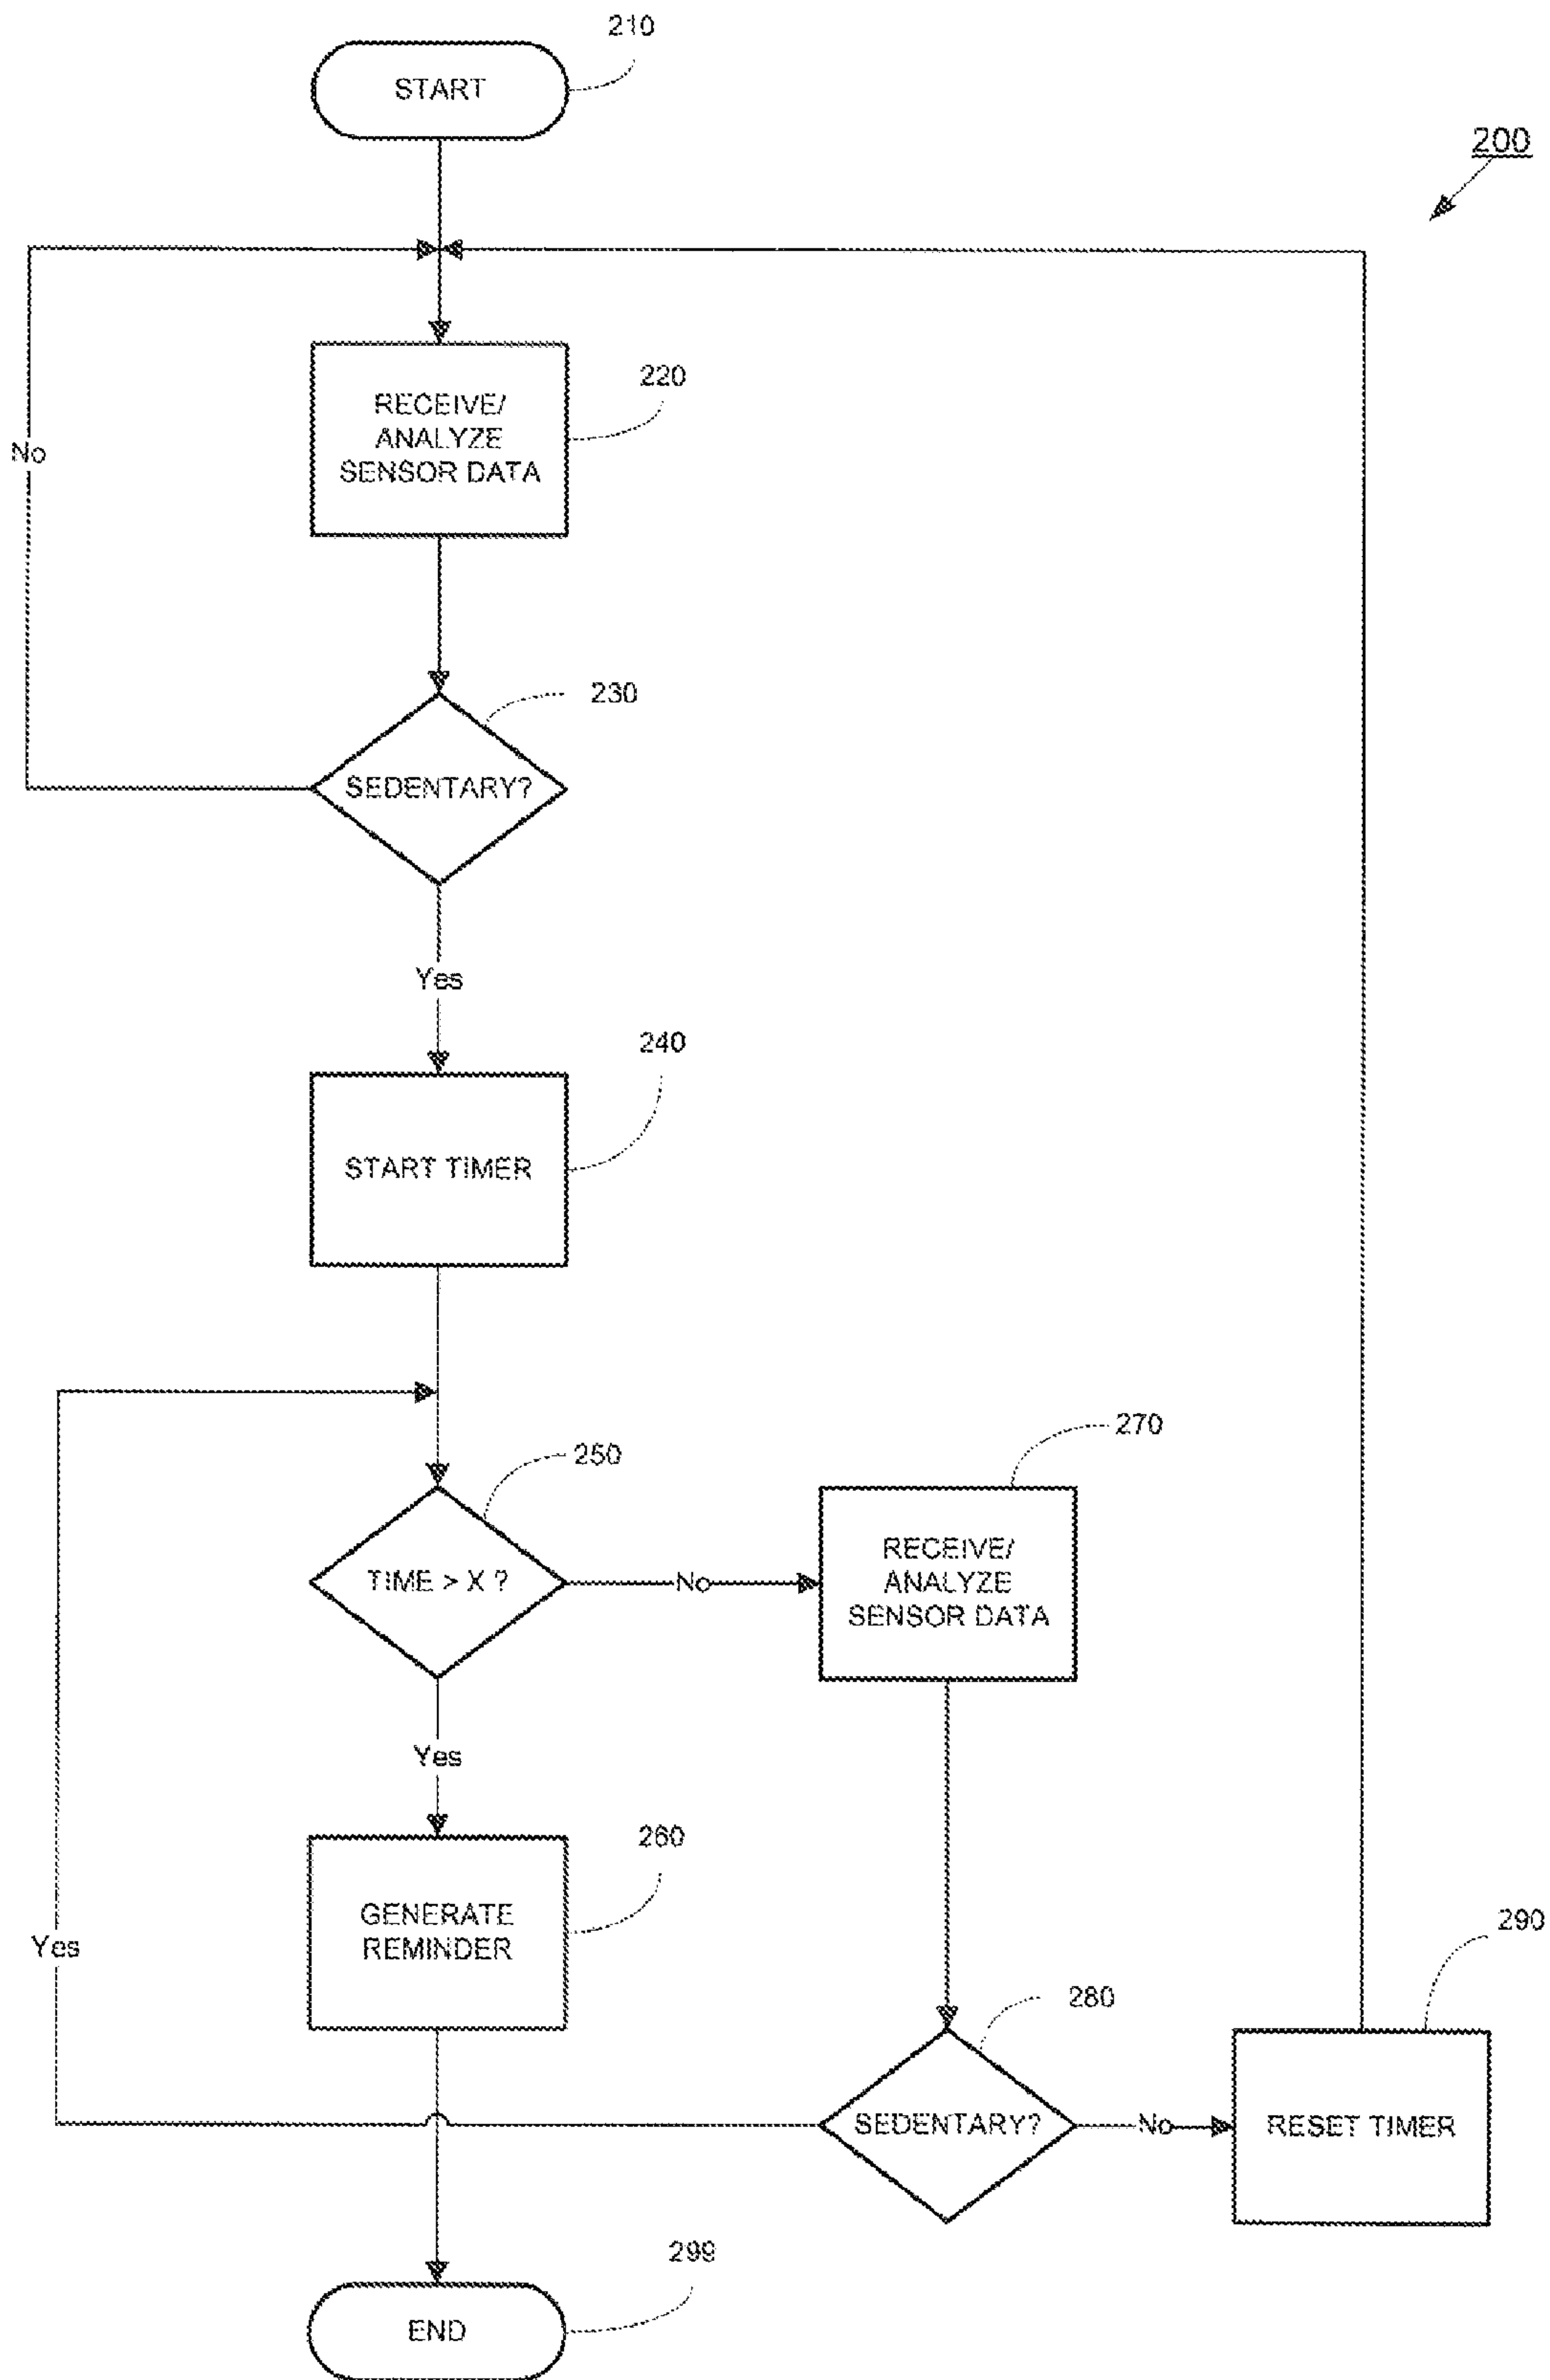 210
START
200
220
RECEIVE/
ANALYZE
SENSOR DATA
No
230
SEDENTARY?
Yes
240
START TIMER
250
TIME > X ?
No
270
RECEIVE/
ANALYZE
SENSOR DATA
Yes
260
GENERATE
REMINDER
Yes
280
SEDENTARY?
No
290
RESET TIMER
299
END